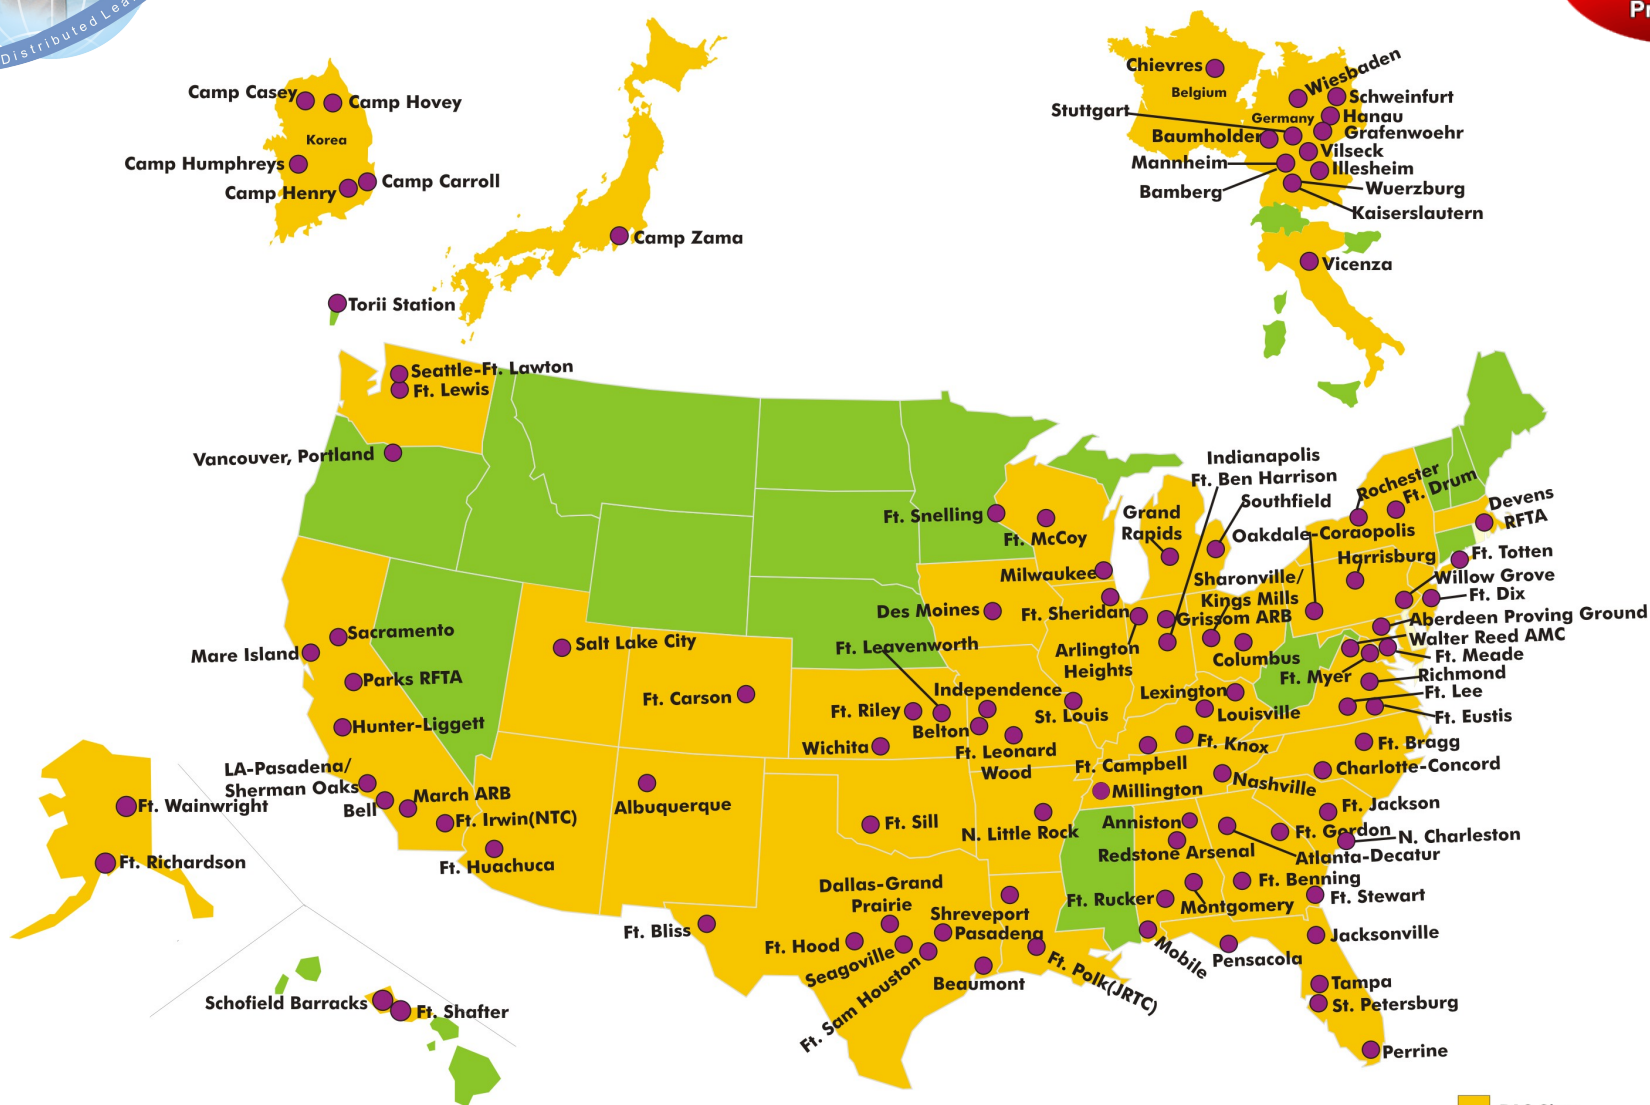 Distributed Lea
Pr
Camp Casey
Camp Hovey
Korea
Camp Humphreys
Camp Carroll
Camp Henry
Camp Zama
Torii Station
Chievres
Belgium
Wiesbaden
Schweinfurt
Stuttgart
Germany
Hanau
Grafenwoehr
Baumholder
Vilseck
Mannheim
Illesheim
Bamberg
Wuerzburg
Kaiserslautern
Vicenza
Seattle-Ft. Lawton
Ft. Lewis
Vancouver, Portland
Sacramento
Mare Island
Parks RFTA
Hunter-Liggett
LA-Pasadena/
Sherman Oaks
Bell
March ARB
Ft. Irwin(NTC)
Ft. Huachuca
Salt Lake City
Ft. Carson
Albuquerque
Ft. Snelling
Ft. McCoy
Milwaukee
Des Moines
Ft. Sheridan
Arlington
Heights
Grand
Rapids
Indianapolis
Ft. Ben Harrison
Southfield
Oakdale-Coraopolis
Sharonville/
Kings Mills
Grissom ARB
Columbus
Rochester
Ft. Drum
Devens
RFTA
Harrisburg
Ft. Totten
Willow Grove
Ft. Dix
Aberdeen Proving Ground
Walter Reed AMC
Ft. Meade
Ft. Myer
Richmond
Ft. Lee
Ft. Eustis
Ft. Leavenworth
Independence
Ft. Riley
Belton
Wichita
Ft. Leonard
Wood
St. Louis
Lexington
Louisville
Ft. Knox
Ft. Campbell
Millington
Nashville
Ft. Bragg
Charlotte-Concord
Ft. Jackson
Ft. Gordon
N. Charleston
Atlanta-Decatur
Anniston
Redstone Arsenal
Ft. Benning
Ft. Stewart
Ft. Rucker
Montgomery
Mobile
Pensacola
Jacksonville
Tampa
St. Petersburg
Perrine
Ft. Sill
N. Little Rock
Dallas-Grand
Prairie
Shreveport
Pasadena
Ft. Bliss
Ft. Hood
Seagoville
Ft. Sam Houston
Beaumont
Ft. Polk(JRTC)
Ft. Wainwright
Ft. Richardson
Schofield Barracks
Ft. Shafter